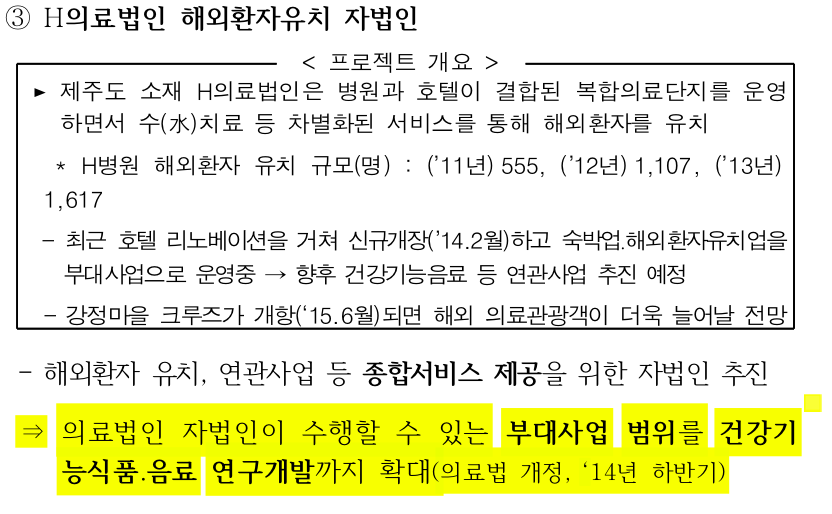 ③ H의료법인 해외환자유치 자법인
< 프로젝트 개요 >
► 제주도 소재 H의료법인은 병원과 호텔이 결합된 복합의료단지를 운영
하면서 수(水)치료 등 차별화된 서비스를 통해 해외환자를 유치
* H병원 해외환자 유치 규모(명) : (’11년) 555, (’12년) 1,107, (’13년)
1,617
- 최근 호텔 리노베이션을 거쳐 신규개장(’14.2월)하고 숙박업.해외환자유치업을
부대사업으로 운영중 → 향후 건강기능음료 등 연관사업 추진 예정
- 강정마을 크루즈가 개항(‘15.6월)되면 해외 의료관광객이 더욱 늘어날 전망
- 해외환자 유치, 연관사업 등 종합서비스 제공을 위한 자법인 추진
⇒ 의료법인 자법인이 수행할 수 있는 부대사업 범위를 건강기
능식품.음료 연구개발까지 확대(의료법 개정, ‘14년 하반기)